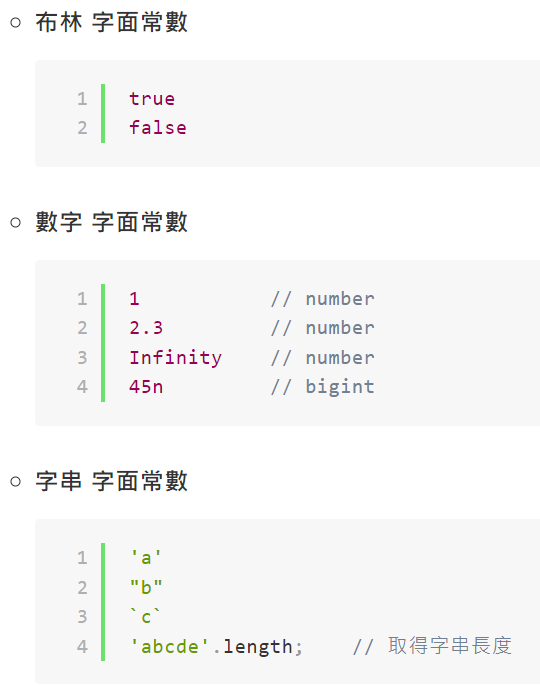 布林 字面常數
1 true
2 false
數字 字面常數
1 1 // number
2 2.3 // number
3 Infinity // number
4 45n // bigint
字串 字面常數
1 'a'
2 "b"
3 `c`
4 'abcde'.length; // 取得字串長度